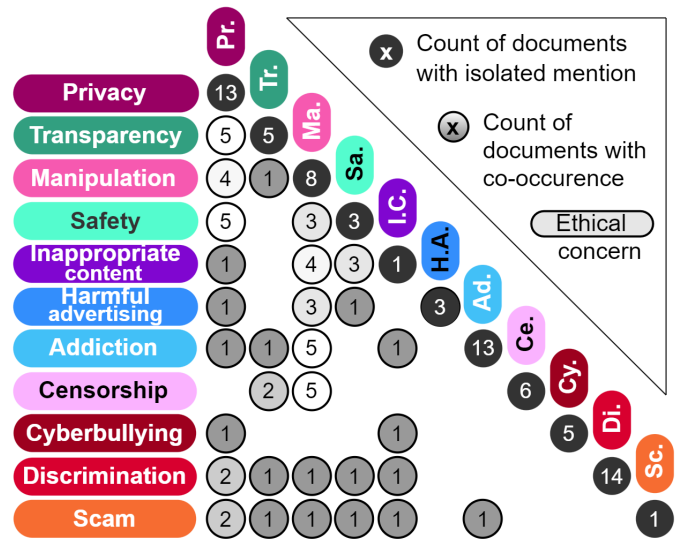 Pr.
x Count of documents
with isolated mention
Privacy 13 Tr.
x Count of
documents with
co-occurence
Transparency 5 5 Ma.
Manipulation 4 1 8 Sa.
Safety 5 3 3 I.C.
Ethical
concern
Inappropriate
content 1 4 3 1 H.A.
Harmful
advertising 1 3 1 3 Ad.
Addiction 1 1 5 1 13 Ce.
Censorship 2 5 6 Cy.
Cyberbullying 1 1 5 Di.
Discrimination 2 1 1 1 1 14 Sc.
Scam 2 1 1 1 1 1 1